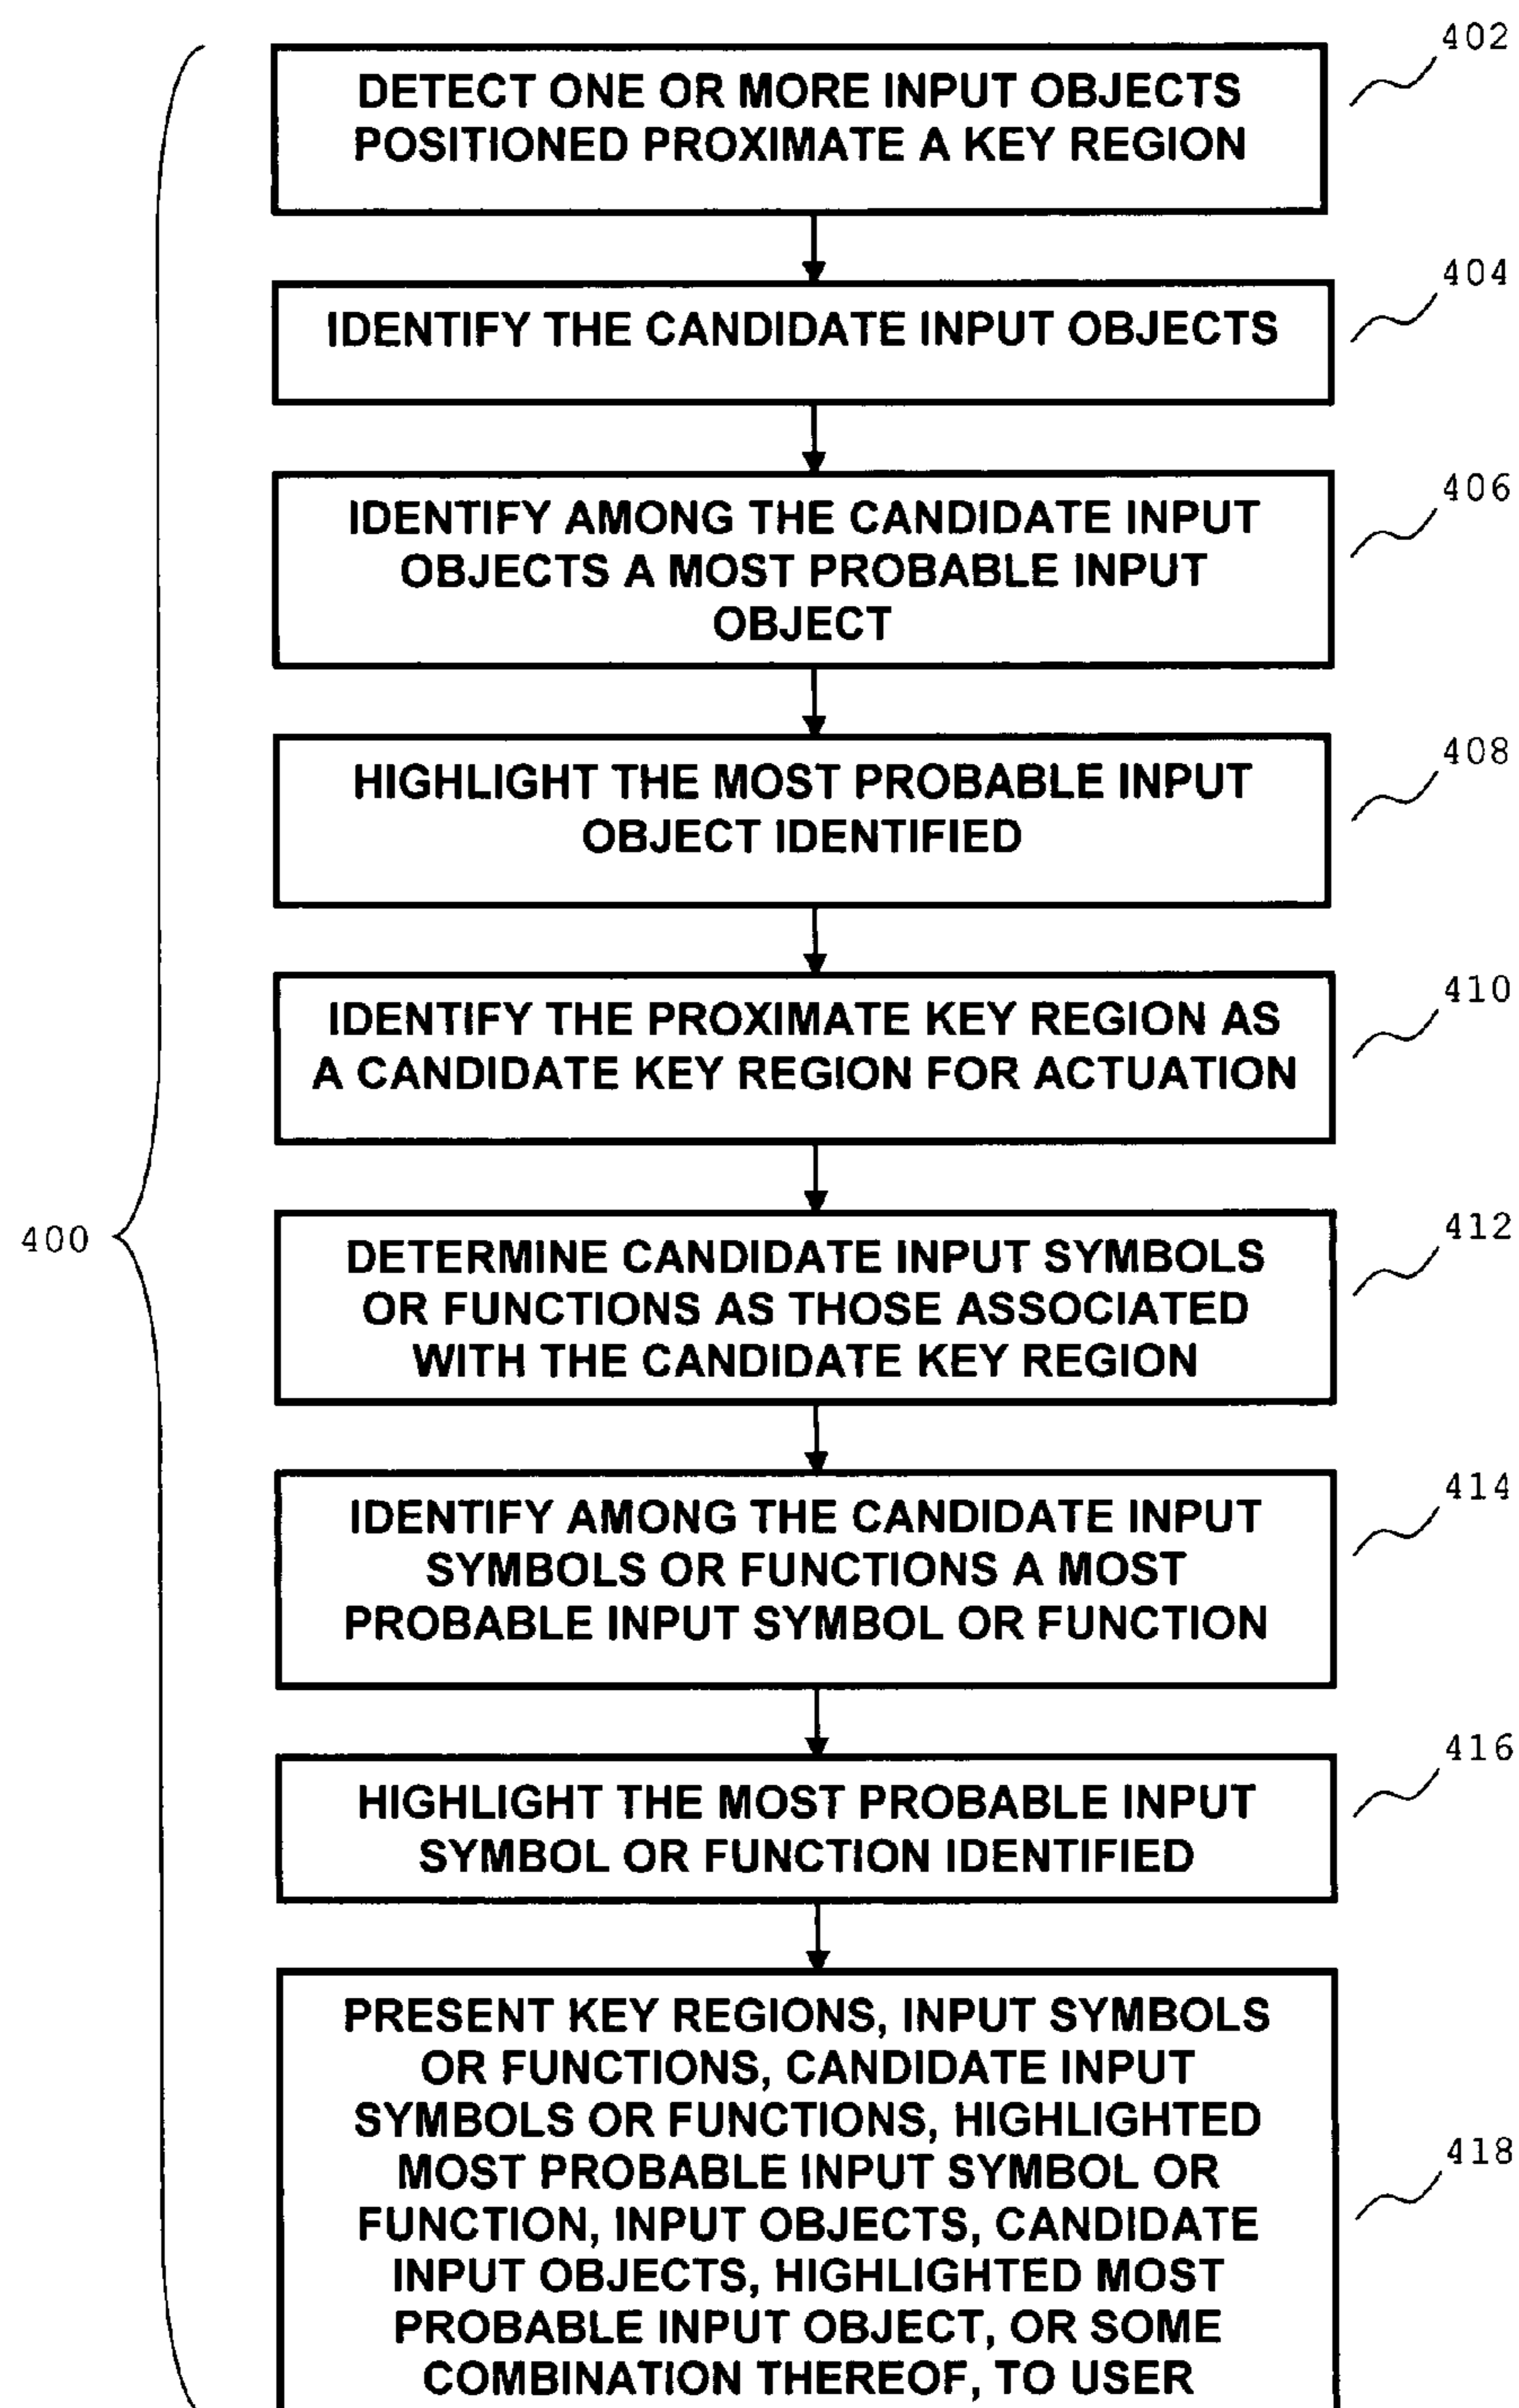 402
DETECT ONE OR MORE INPUT OBJECTS
POSITIONED PROXIMATE A KEY REGION
404
IDENTIFY THE CANDIDATE INPUT OBJECTS
406
IDENTIFY AMONG THE CANDIDATE INPUT
OBJECTS A MOST PROBABLE INPUT
OBJECT
408
HIGHLIGHT THE MOST PROBABLE INPUT
OBJECT IDENTIFIED
410
IDENTIFY THE PROXIMATE KEY REGION AS
A CANDIDATE KEY REGION FOR ACTUATION
400
412
DETERMINE CANDIDATE INPUT SYMBOLS
OR FUNCTIONS AS THOSE ASSOCIATED
WITH THE CANDIDATE KEY REGION
414
IDENTIFY AMONG THE CANDIDATE INPUT
SYMBOLS OR FUNCTIONS A MOST
PROBABLE INPUT SYMBOL OR FUNCTION
416
HIGHLIGHT THE MOST PROBABLE INPUT
SYMBOL OR FUNCTION IDENTIFIED
418
PRESENT KEY REGIONS, INPUT SYMBOLS
OR FUNCTIONS, CANDIDATE INPUT
SYMBOLS OR FUNCTIONS, HIGHLIGHTED
MOST PROBABLE INPUT SYMBOL OR
FUNCTION, INPUT OBJECTS, CANDIDATE
INPUT OBJECTS, HIGHLIGHTED MOST
PROBABLE INPUT OBJECT, OR SOME
COMBINATION THEREOF, TO USER